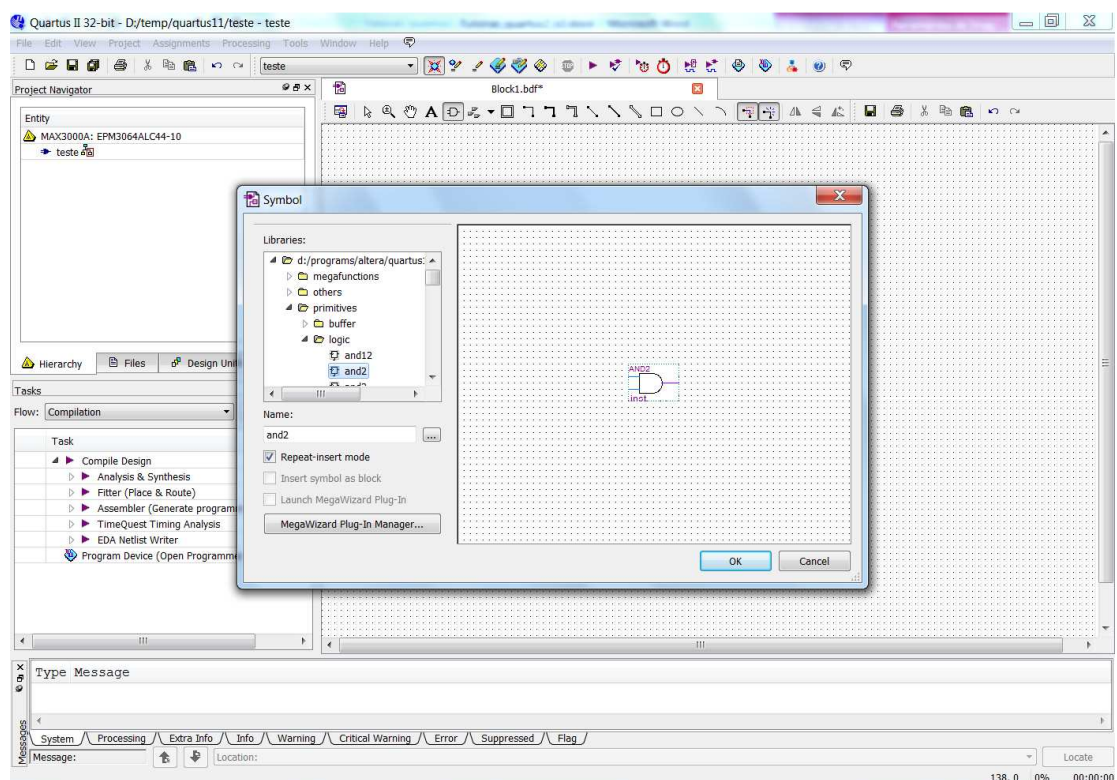 Quartus II 32-bit - D:/temp/quartus11/teste - teste
File Edit View Project Assignments Processing Tools Window Help
teste
Project Navigator
Block1.bdf*
Entity
MAX3000A: EPM3064ALC44-10
teste
Hierarchy Files Design Uni
Tasks
Flow: Compilation
Task
Compile Design
Analysis & Synthesis
Fitter (Place & Route)
Assembler (Generate program
TimeQuest Timing Analysis
EDA Netlist Writer
Program Device (Open Programme
Symbol
Libraries:
d:/programs/altera/quartus
megafunctions
others
primitives
buffer
logic
and12
and2
Name:
and2
...
Repeat-insert mode
Insert symbol as block
Launch MegaWizard Plug-In
MegaWizard Plug-In Manager...
AND2
inst
OK Cancel
Type Message
Messages
System Processing Extra Info Info Warning Critical Warning Error Suppressed Flag
Message: Location: Locate
138, 0 0% 00:00:00